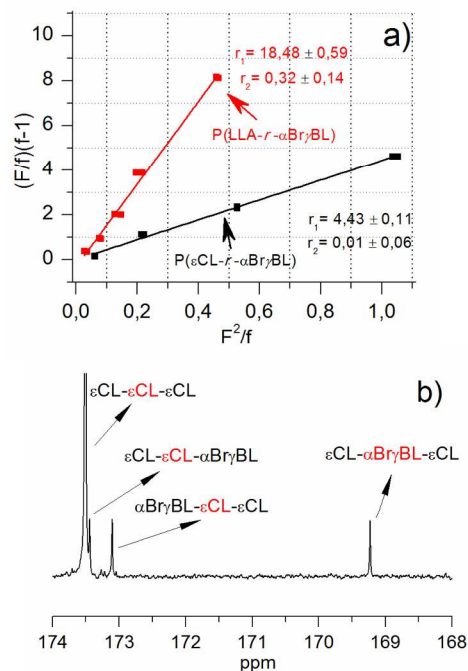 a)
(F/f)(f-1)
10
8
6
4
2
0
r₁ = 18,48 ± 0,59
r₂ = 0,32 ± 0,14
P(LLA-r-αBrγBL)
r₁ = 4,43 ± 0,11
r₂ = 0,01 ± 0,06
P(εCL-r-αBrγBL)
0,0 0,2 0,4 0,6 0,8 1,0
F²/f
b)
εCL-εCL-εCL
εCL-εCL-αBrγBL
εCL-αBrγBL-εCL
αBrγBL-εCL-εCL
174 173 172 171 170 169 168
ppm